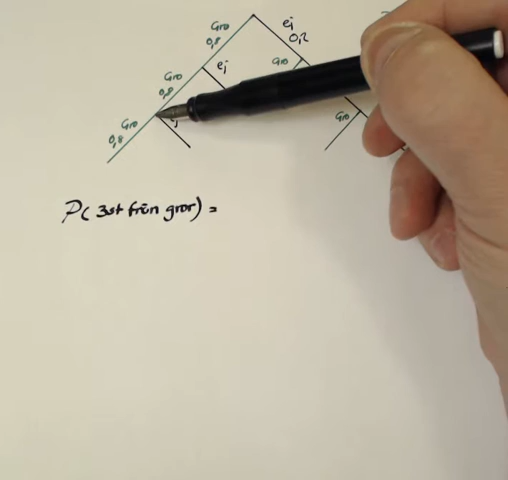 Gro ej
0,8 0,2
Gro ej Gro
0,8
Gro Gro
0,8
P( 3st frön gror) =